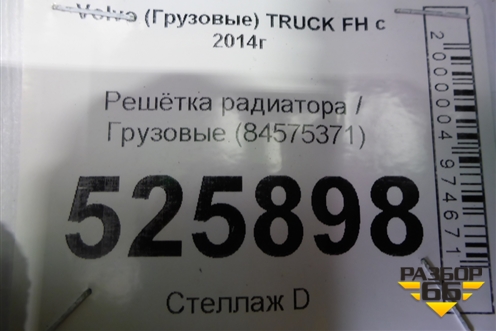 Volvo (Грузовые) TRUCK FH с
2014г
Решётка радиатора /
Грузовые (84575371)
525898
Стеллаж D
2000004974671
РАЗБОР
66